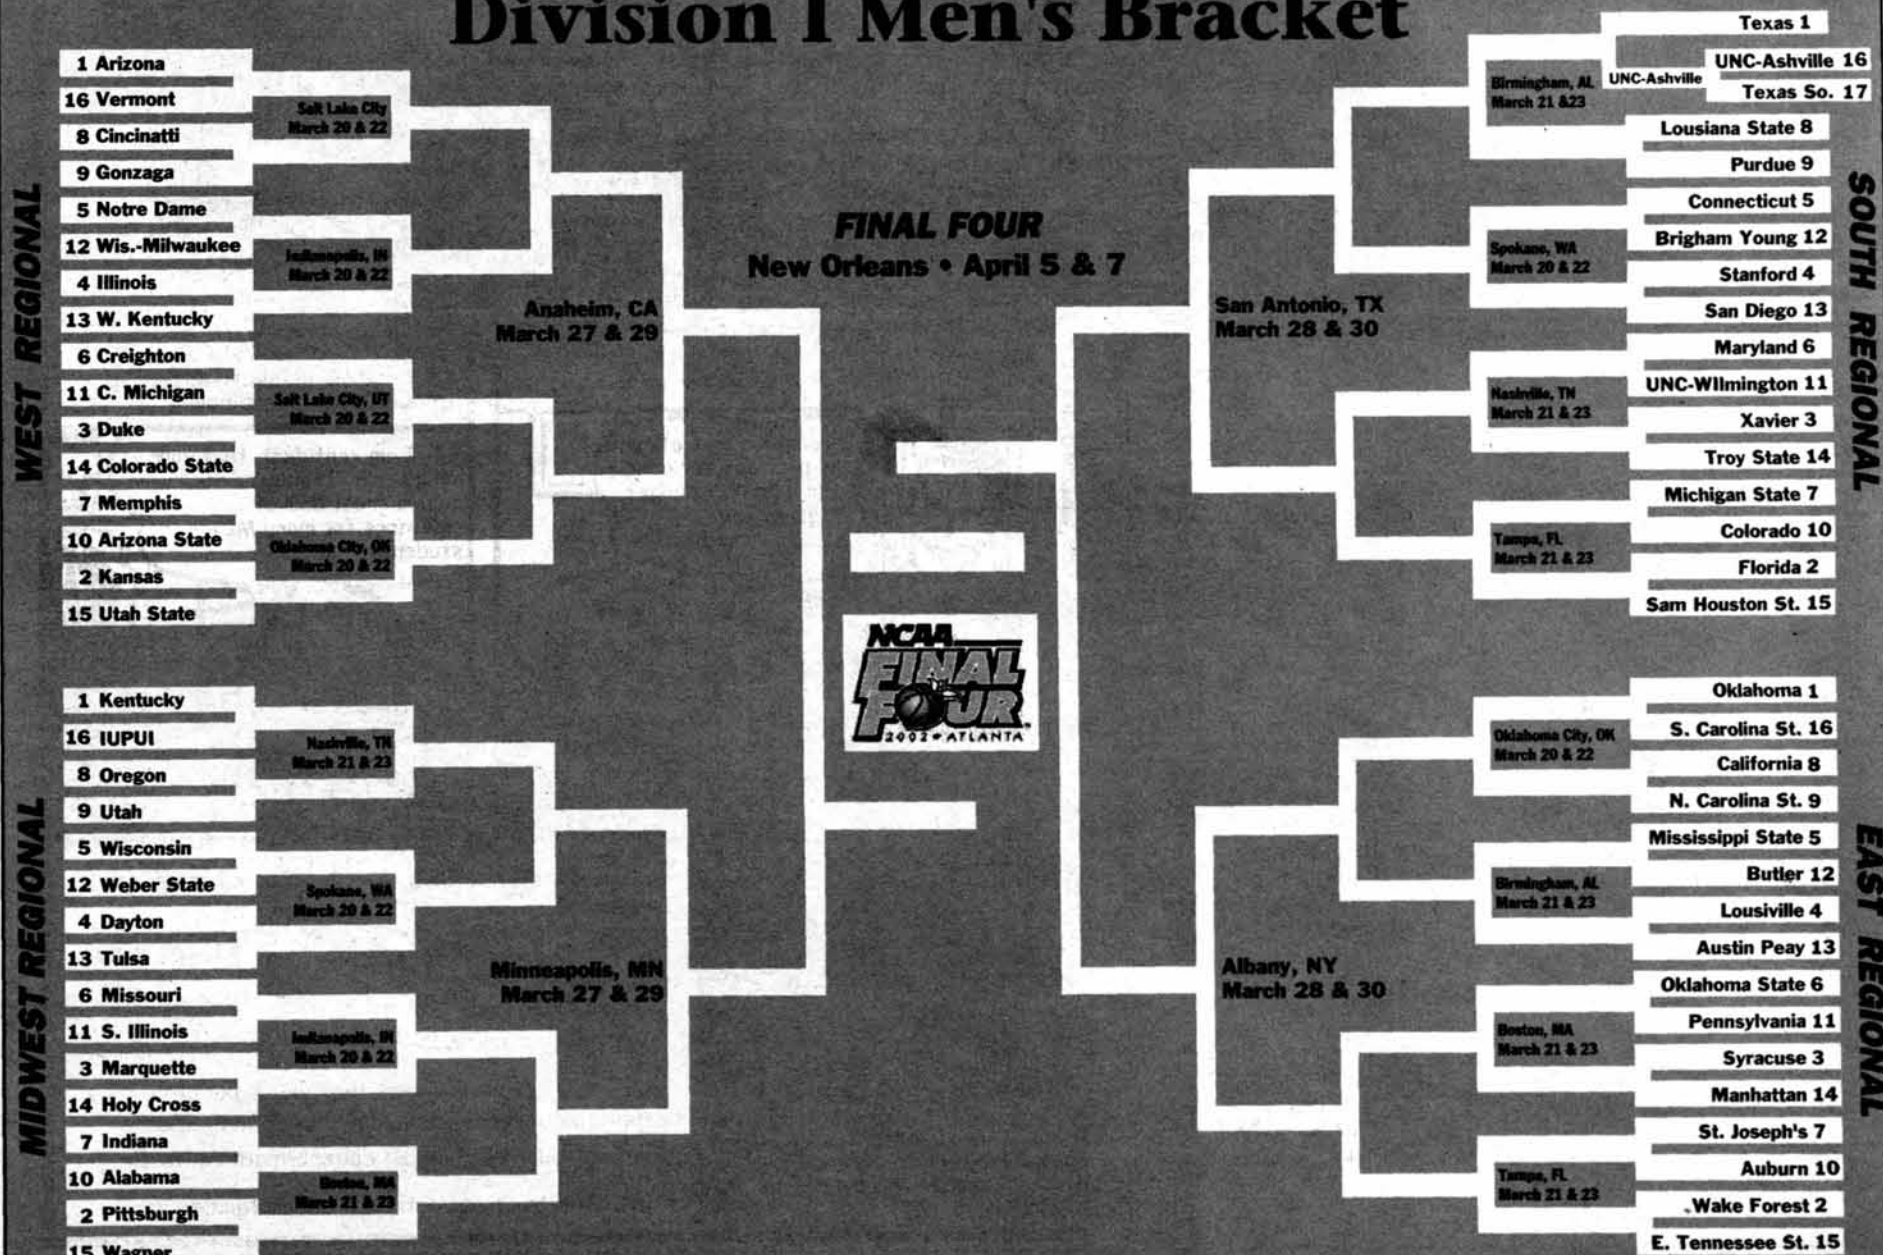 Division I Men's Bracket
WEST REGIONAL
1 Arizona
16 Vermont
8 Cincinatti
9 Gonzaga
5 Notre Dame
12 Wis.-Milwaukee
4 Illinois
13 W. Kentucky
6 Creighton
11 C. Michigan
3 Duke
14 Colorado State
7 Memphis
10 Arizona State
2 Kansas
15 Utah State
Salt Lake City
March 20 & 22
Indianapolis, IN
March 20 & 22
Salt Lake City, UT
March 20 & 22
Oklahoma City, OK
March 20 & 22
Anaheim, CA
March 27 & 29
MIDWEST REGIONAL
1 Kentucky
16 IUPUI
8 Oregon
9 Utah
5 Wisconsin
12 Weber State
4 Dayton
13 Tulsa
6 Missouri
11 S. Illinois
3 Marquette
14 Holy Cross
7 Indiana
10 Alabama
2 Pittsburgh
15 Wagner
Nashville, TN
March 21 & 23
Spokane, WA
March 20 & 22
Indianapolis, IN
March 20 & 22
Boston, MA
March 21 & 23
Minneapolis, MN
March 27 & 29
FINAL FOUR
New Orleans • April 5 & 7
NCAA
FINAL
FOUR
2002 ATLANTA
SOUTH REGIONAL
Texas 1
UNC-Ashville 16
UNC-Ashville
Texas So. 17
Lousiana State 8
Purdue 9
Connecticut 5
Brigham Young 12
Stanford 4
San Diego 13
Maryland 6
UNC-WIlmington 11
Xavier 3
Troy State 14
Michigan State 7
Colorado 10
Florida 2
Sam Houston St. 15
Birmingham, AL
March 21 &23
Spokane, WA
March 20 & 22
Nashville, TN
March 21 & 23
Tampa, FL
March 21 & 23
San Antonio, TX
March 28 & 30
EAST REGIONAL
Oklahoma 1
S. Carolina St. 16
California 8
N. Carolina St. 9
Mississippi State 5
Butler 12
Lousiville 4
Austin Peay 13
Oklahoma State 6
Pennsylvania 11
Syracuse 3
Manhattan 14
St. Joseph's 7
Auburn 10
Wake Forest 2
E. Tennessee St. 15
Oklahoma City, OK
March 20 & 22
Birmingham, AL
March 21 & 23
Boston, MA
March 21 & 23
Tampa, FL
March 21 & 23
Albany, NY
March 28 & 30